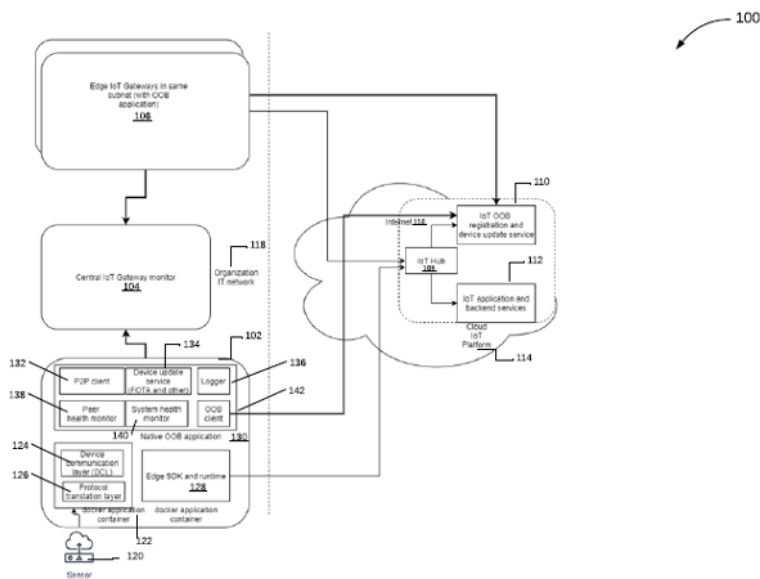 100
Edge IoT Gateways in same
subnet (with OOB
application)
106
110
IoT OOB
registration and
device update service
Internet 116
118
Organization
IT network
Central IoT Gateway monitor
104
IoT Hub
108
112
IoT application and
backend services
Cloud
IoT
Platform
114
102
134
132
136
P2P client
Device update
service
(FOTA and other)
Logger
142
138
Peer
health monitor
System health
monitor
OOB
client
140
Native OOB application
130
124
Device
communication
layer (DCL)
126
Protocol
translation layer
Edge SDK and runtime
128
docker application
container
docker application
container
122
120
Sensor